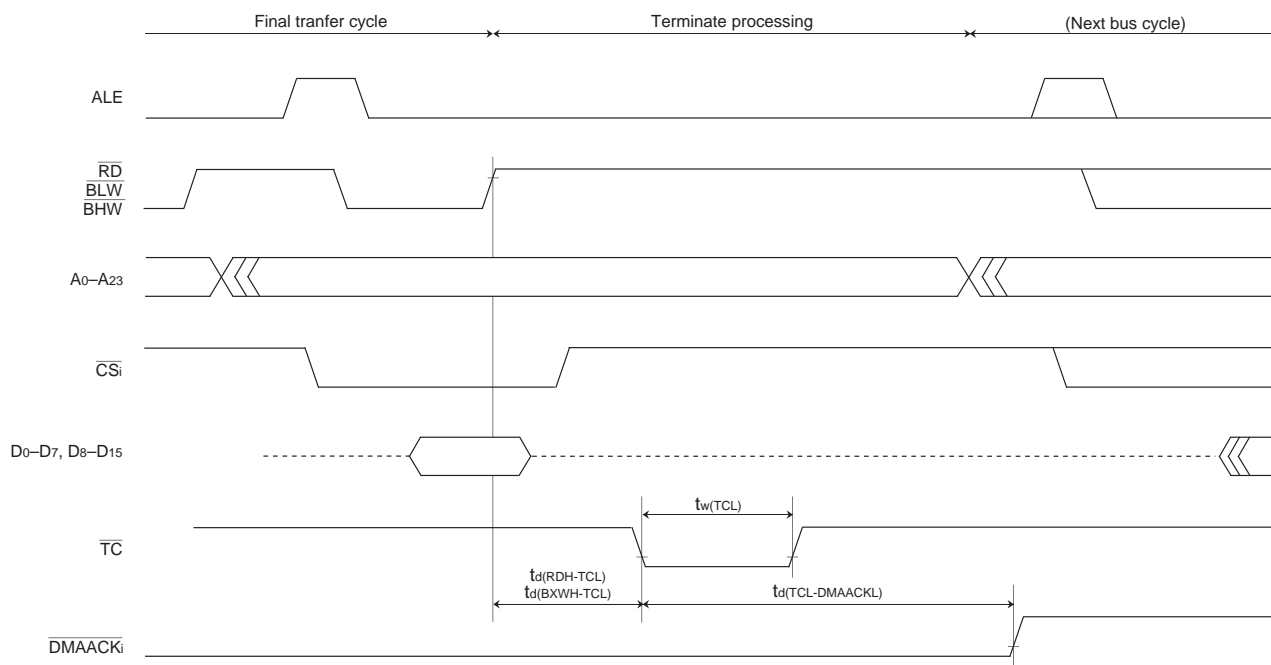 Final tranfer cycle
Terminate processing
(Next bus cycle)
ALE
RD
BLW
BHW
A0–A23
CSi
D0–D7, D8–D15
tw(TCL)
TC
td(RDH-TCL)
td(BXWH-TCL)
td(TCL-DMAACKL)
DMAACKi